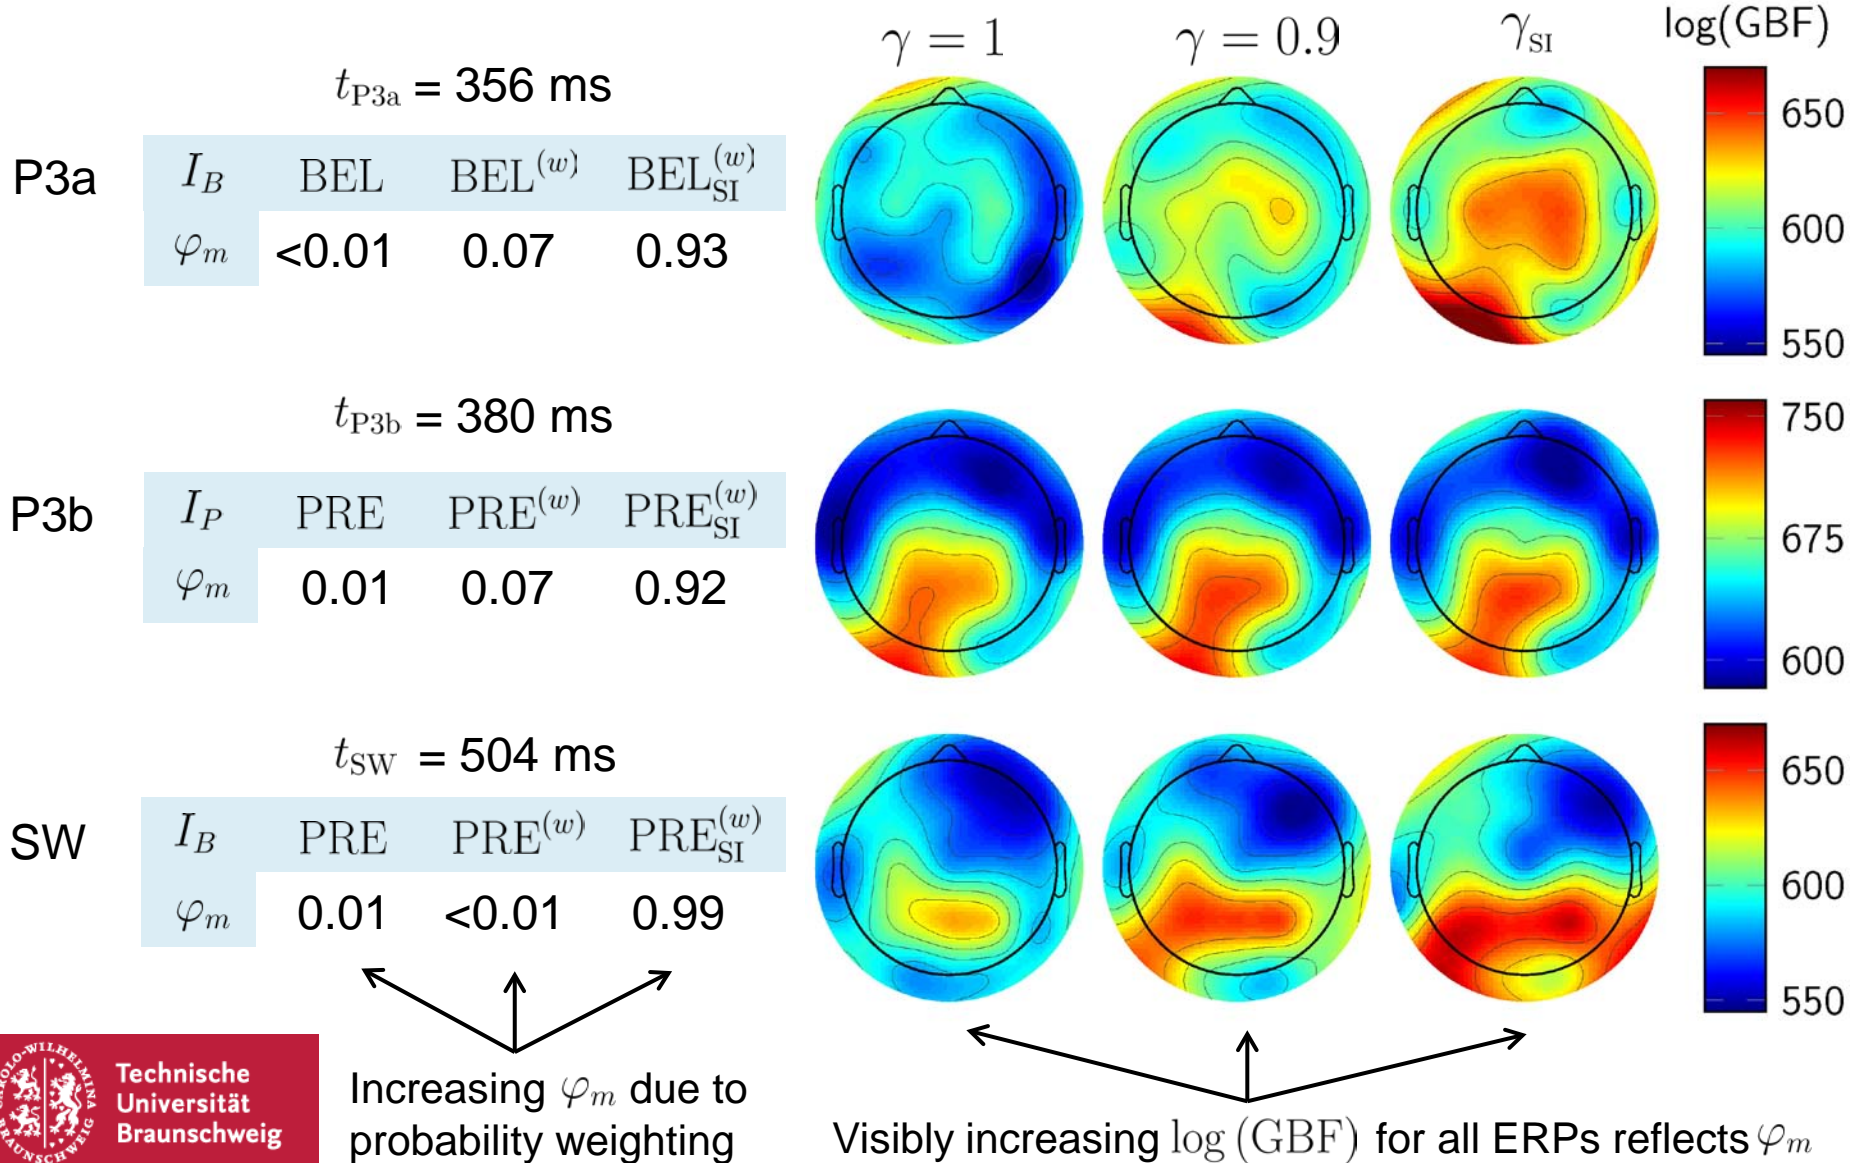 γ = 1 γ = 0.9 γ_SI log(GBF)
t_P3a = 356 ms
P3a
I_B BEL BEL^(w) BEL_SI^(w)
φ_m <0.01 0.07 0.93
650
600
550
t_P3b = 380 ms
P3b
I_P PRE PRE^(w) PRE_SI^(w)
φ_m 0.01 0.07 0.92
750
675
600
t_SW = 504 ms
SW
I_B PRE PRE^(w) PRE_SI^(w)
φ_m 0.01 <0.01 0.99
650
600
550
Technische
Universität
Braunschweig
Increasing φ_m due to
probability weighting
Visibly increasing log (GBF) for all ERPs reflects φ_m